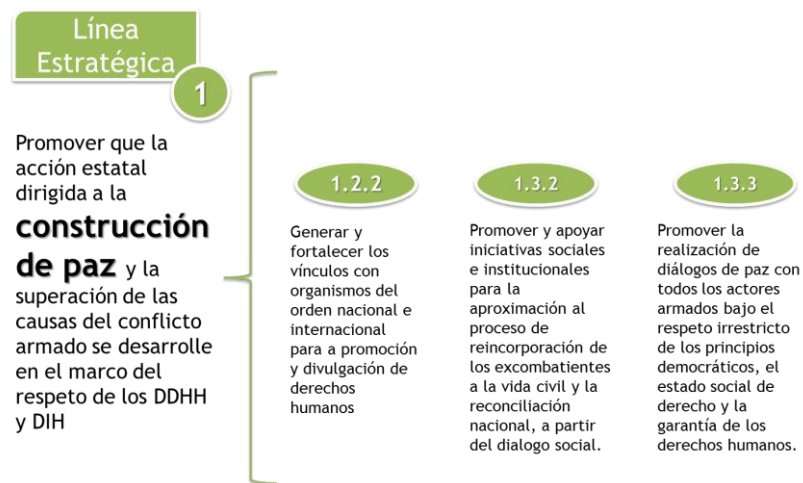 Línea
Estratégica
1
Promover que la
acción estatal
dirigida a la
construcción
de paz y la
superación de las
causas del conflicto
armado se desarrolle
en el marco del
respeto de los DDHH
y DIH
1.2.2
Generar y
fortalecer los
vínculos con
organismos del
orden nacional e
internacional
para a promoción
y divulgación de
derechos
humanos
1.3.2
Promover y apoyar
iniciativas sociales
e institucionales
para la
aproximación al
proceso de
reincorporación de
los excombatientes
a la vida civil y la
reconciliación
nacional, a partir
del dialogo social.
1.3.3
Promover la
realización de
diálogos de paz con
todos los actores
armados bajo el
respeto irrestricto
de los principios
democráticos, el
estado social de
derecho y la
garantía de los
derechos humanos.